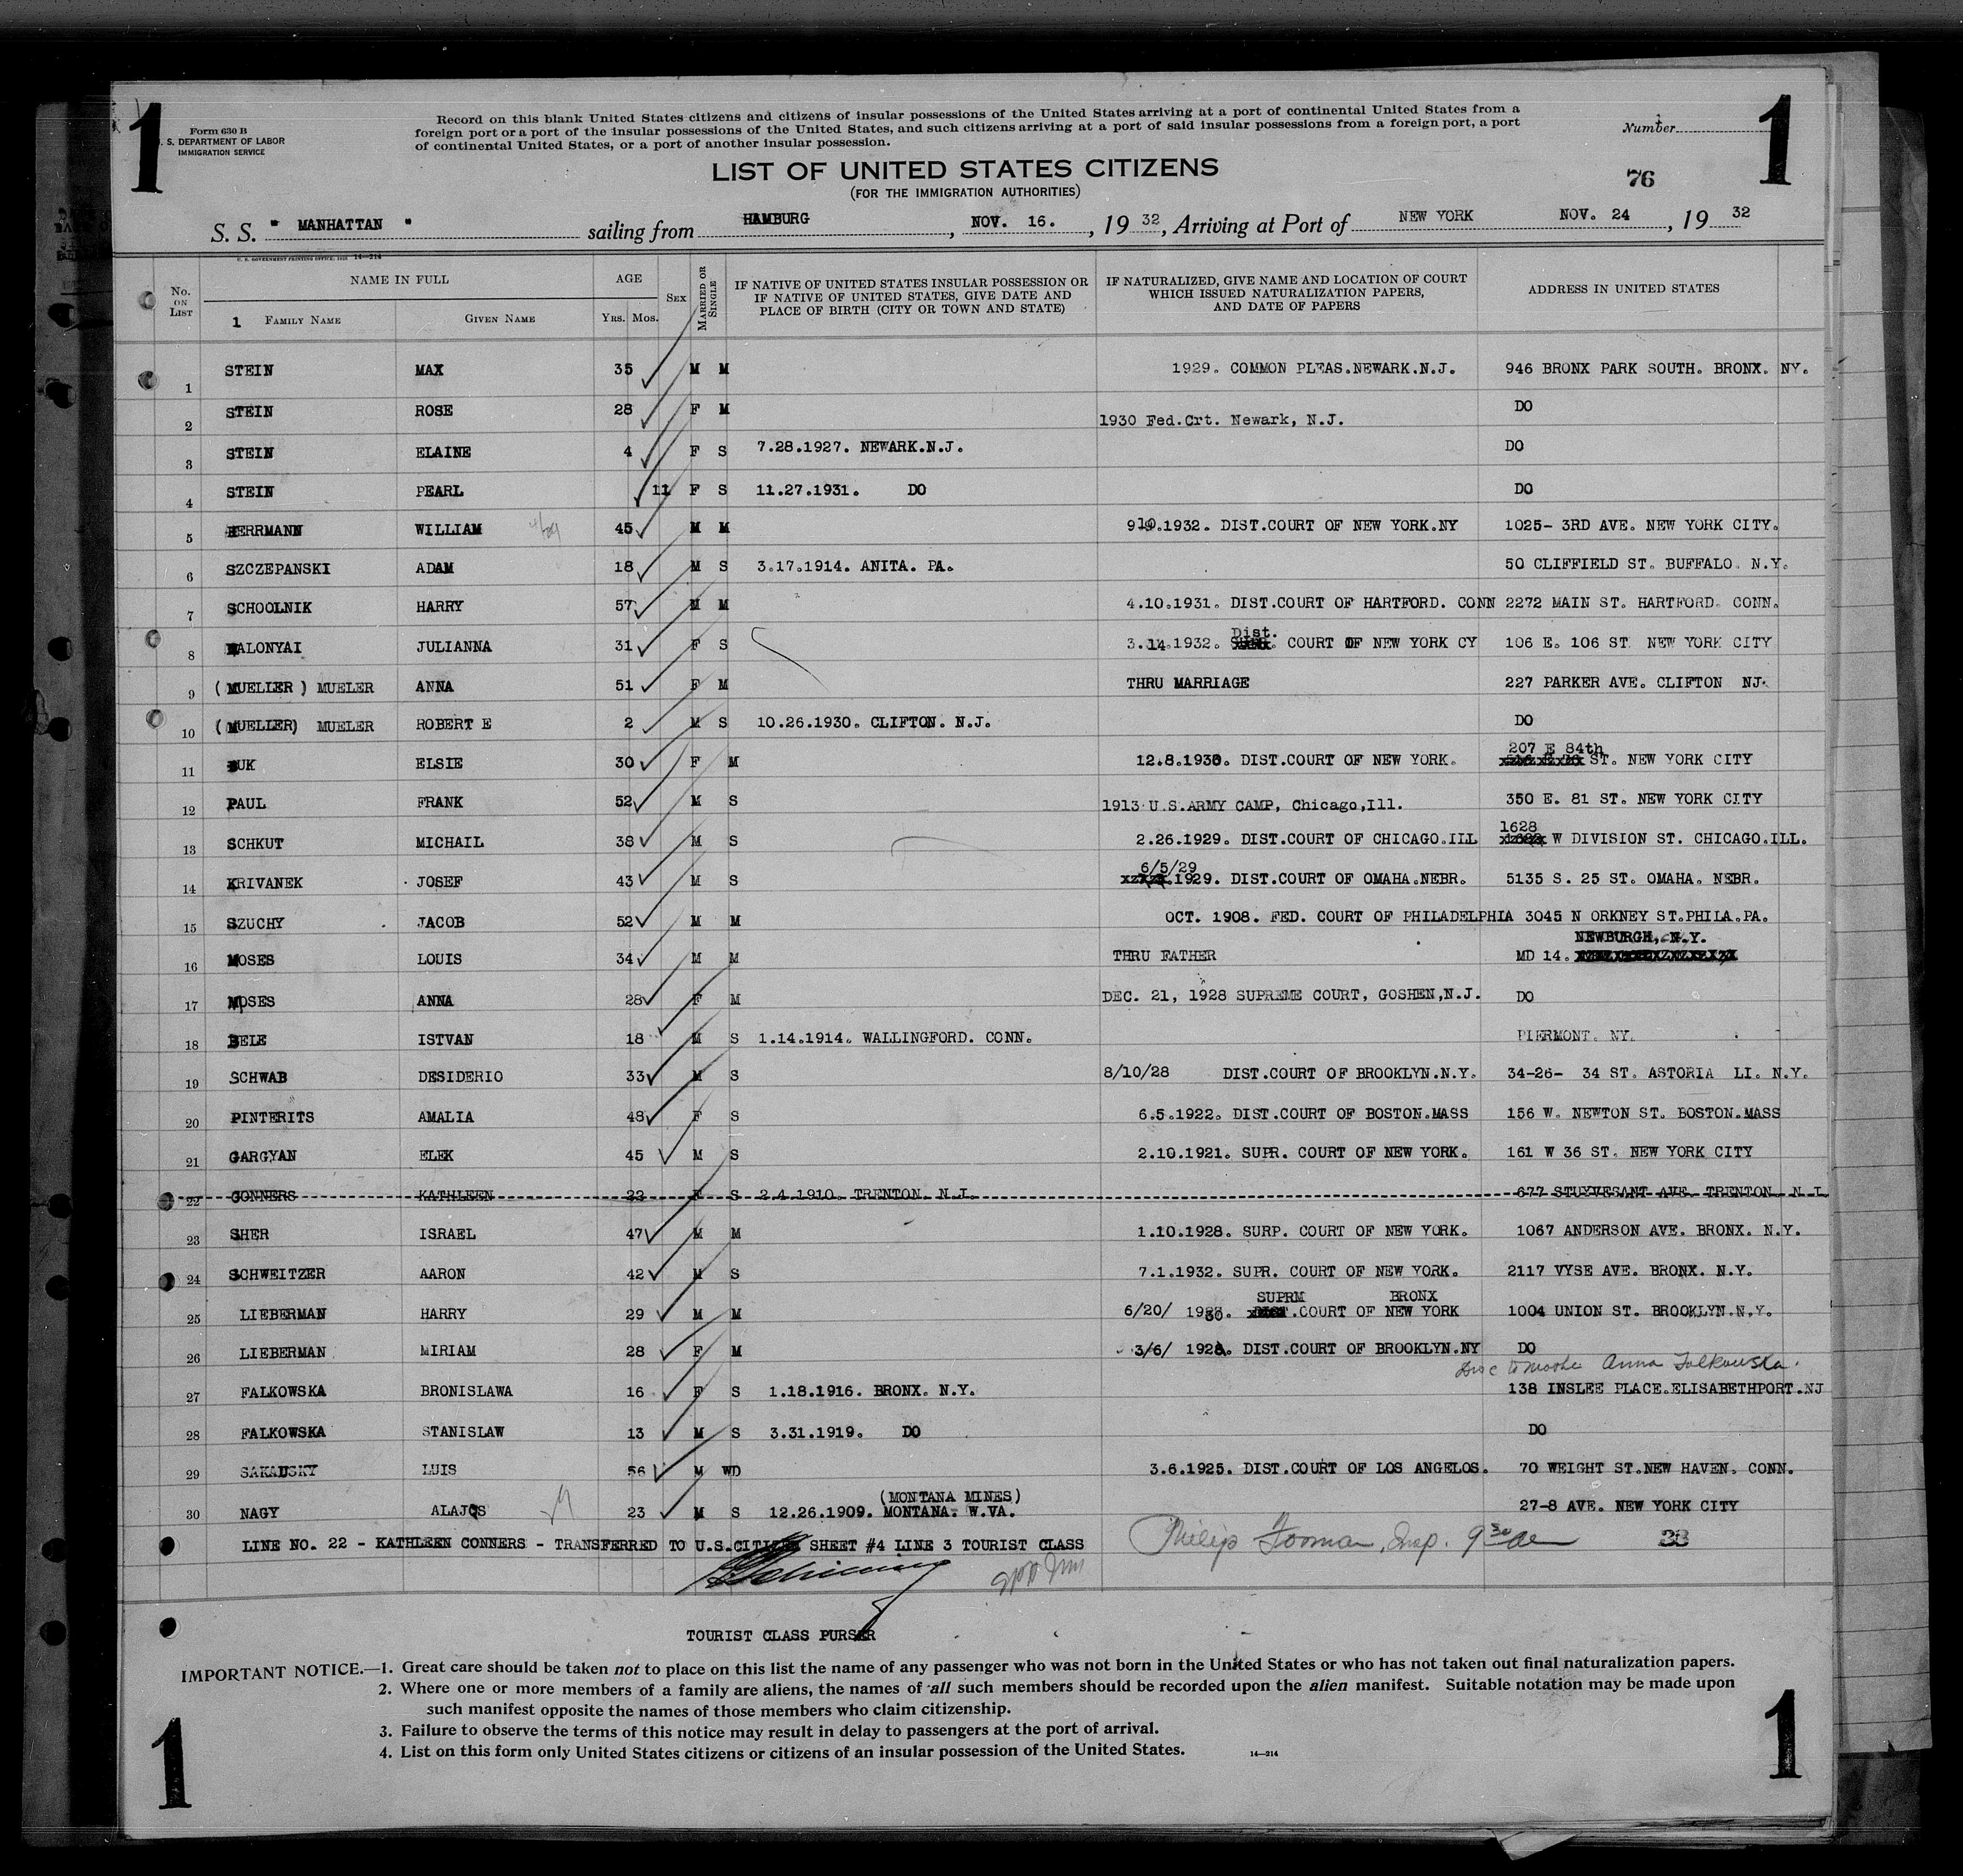 1
1
Form 630 B
S. DEPARTMENT OF LABOR
IMMIGRATION SERVICE
Record on this blank United States citizens and citizens of insular possessions of the United States arriving at a port of continental United States from a
foreign port or a port of the insular possessions of the United States, and such citizens arriving at a port of said insular possessions from a foreign port, a port
of continental United States, or a port of another insular possession.
Number 1
LIST OF UNITED STATES CITIZENS
(FOR THE IMMIGRATION AUTHORITIES)
76
S. S. " MANHATTAN " sailing from HAMBURG, NOV. 16., 19 32, Arriving at Port of NEW YORK NOV. 24, 19 32
No. ON LIST NAME IN FULL AGE SEX MARRIED OR SINGLE IF NATIVE OF UNITED STATES INSULAR POSSESSION OR IF NATIVE OF UNITED STATES, GIVE DATE AND PLACE OF BIRTH (CITY OR TOWN AND STATE) IF NATURALIZED, GIVE NAME AND LOCATION OF COURT WHICH ISSUED NATURALIZATION PAPERS, AND DATE OF PAPERS ADDRESS IN UNITED STATES
1 FAMILY NAME GIVEN NAME Yrs. Mos.
1 STEIN MAX 35 M M 1929. COMMON PLEAS.NEWARK.N.J. 946 BRONX PARK SOUTH. BRONX. NY.
2 STEIN ROSE 28 F M 1930 Fed.Crt. Newark, N.J. DO
3 STEIN ELAINE 4 F S 7.28.1927. NEWARK.N.J. DO
4 STEIN PEARL 11 F S 11.27.1931. DO DO
5 HERRMANN WILLIAM 45 M M 9.1932. DIST.COURT OF NEW YORK.NY 1025- 3RD AVE. NEW YORK CITY.
6 SZCZEPANSKI ADAM 18 M S 3.17.1914. ANITA. PA. 50 CLIFFIELD ST. BUFFALO. N.Y.
7 SCHOOLNIK HARRY 57 M M 4.10.1931. DIST.COURT OF HARTFORD. CONN 2272 MAIN ST. HARTFORD. CONN.
8 ALONYAI JULIANNA 31 F S 3.14.1932. Dist. COURT OF NEW YORK CY 106 E. 106 ST NEW YORK CITY
9 (MUELLER) MUELER ANNA 51 F M THRU MARRIAGE 227 PARKER AVE. CLIFTON NJ.
10 (MUELLER) MUELER ROBERT E 2 M S 10.26.1930. CLIFTON. N.J. DO
11 UK ELSIE 30 F M 12.8.1930. DIST.COURT OF NEW YORK. 207 E 84th ST. NEW YORK CITY
12 PAUL FRANK 52 M S 1913 U.S.ARMY CAMP, Chicago,Ill. 350 E. 81 ST. NEW YORK CITY
13 SCHKUT MICHAIL 38 M S 2.26.1929. DIST.COURT OF CHICAGO.ILL 1628 W DIVISION ST. CHICAGO.ILL.
14 KRIVANEK JOSEF 43 M S 6/5/29 1929. DIST.COURT OF OMAHA.NEBR. 5135 S. 25 ST. OMAHA. NEBR.
15 SZUCHY JACOB 52 M M OCT. 1908. FED. COURT OF PHILADELPHIA 3045 N ORKNEY ST.PHILA.PA.
16 MOSES LOUIS 34 M M THRU FATHER MD 14. NEWBURGH, N.Y.
17 MOSES ANNA 28 F M DEC. 21, 1928 SUPREME COURT, GOSHEN,N.J. DO
18 BELE ISTVAN 18 M S 1.14.1914. WALLINGFORD. CONN. PIERMONT. NY.
19 SCHWAB DESIDERIO 33 M S 8/10/28 DIST.COURT OF BROOKLYN.N.Y. 34-26- 34 ST. ASTORIA LI. N.Y.
20 PINTERITS AMALIA 48 F S 6.5.1922. DIST.COURT OF BOSTON.MASS 156 W. NEWTON ST. BOSTON.MASS
21 GARGYAN ELEK 45 M S 2.10.1921. SUPR. COURT OF NEW YORK. 161 W 36 ST. NEW YORK CITY
22 CONNERS KATHLEEN 22 F S 2.4.1910. TRENTON. N.J. 677 STUYVESANT AVE. TRENTON. N.J.
23 SHER ISRAEL 47 M M 1.10.1928. SURP. COURT OF NEW YORK. 1067 ANDERSON AVE. BRONX. N.Y.
24 SCHWEITZER AARON 42 M S 7.1.1932. SUPR. COURT OF NEW YORK. 2117 VYSE AVE. BRONX. N.Y.
25 LIEBERMAN HARRY 29 M M 6/20/ 1930. SUPRM .COURT OF BRONX NEW YORK 1004 UNION ST. BROOKLYN.N.Y.
26 LIEBERMAN MIRIAM 28 F M 3/6/ DIST.COURT OF BROOKLYN.NY DO
Anna Falkowska.
27 FALKOWSKA BRONISLAWA 16 F S 1.18.1916. BRONX. N.Y. 138 INSLEE PLACE.ELISABETHPORT.NJ
28 FALKOWSKA STANISLAW 13 M S 3.31.1919. DO DO
29 SAKAUSKY LUIS 56 M WD 3.6.1925. DIST.COURT OF LOS ANGELOS. 70 WEIGHT ST.NEW HAVEN. CONN.
30 NAGY ALAJOS 23 M S 12.26.1909. (MONTANA MINES) MONTANA. W.VA. 27-8 AVE. NEW YORK CITY
LINE NO. 22 - KATHLEEN CONNERS - TRANSFERRED TO U.S.CITIZEN SHEET #4 LINE 3 TOURIST CLASS
Philip Forman, Insp.
TOURIST CLASS PURSER
IMPORTANT NOTICE.—1. Great care should be taken not to place on this list the name of any passenger who was not born in the United States or who has not taken out final naturalization papers.
2. Where one or more members of a family are aliens, the names of all such members should be recorded upon the alien manifest. Suitable notation may be made upon
such manifest opposite the names of those members who claim citizenship.
3. Failure to observe the terms of this notice may result in delay to passengers at the port of arrival.
4. List on this form only United States citizens or citizens of an insular possession of the United States.
14—214
1
1